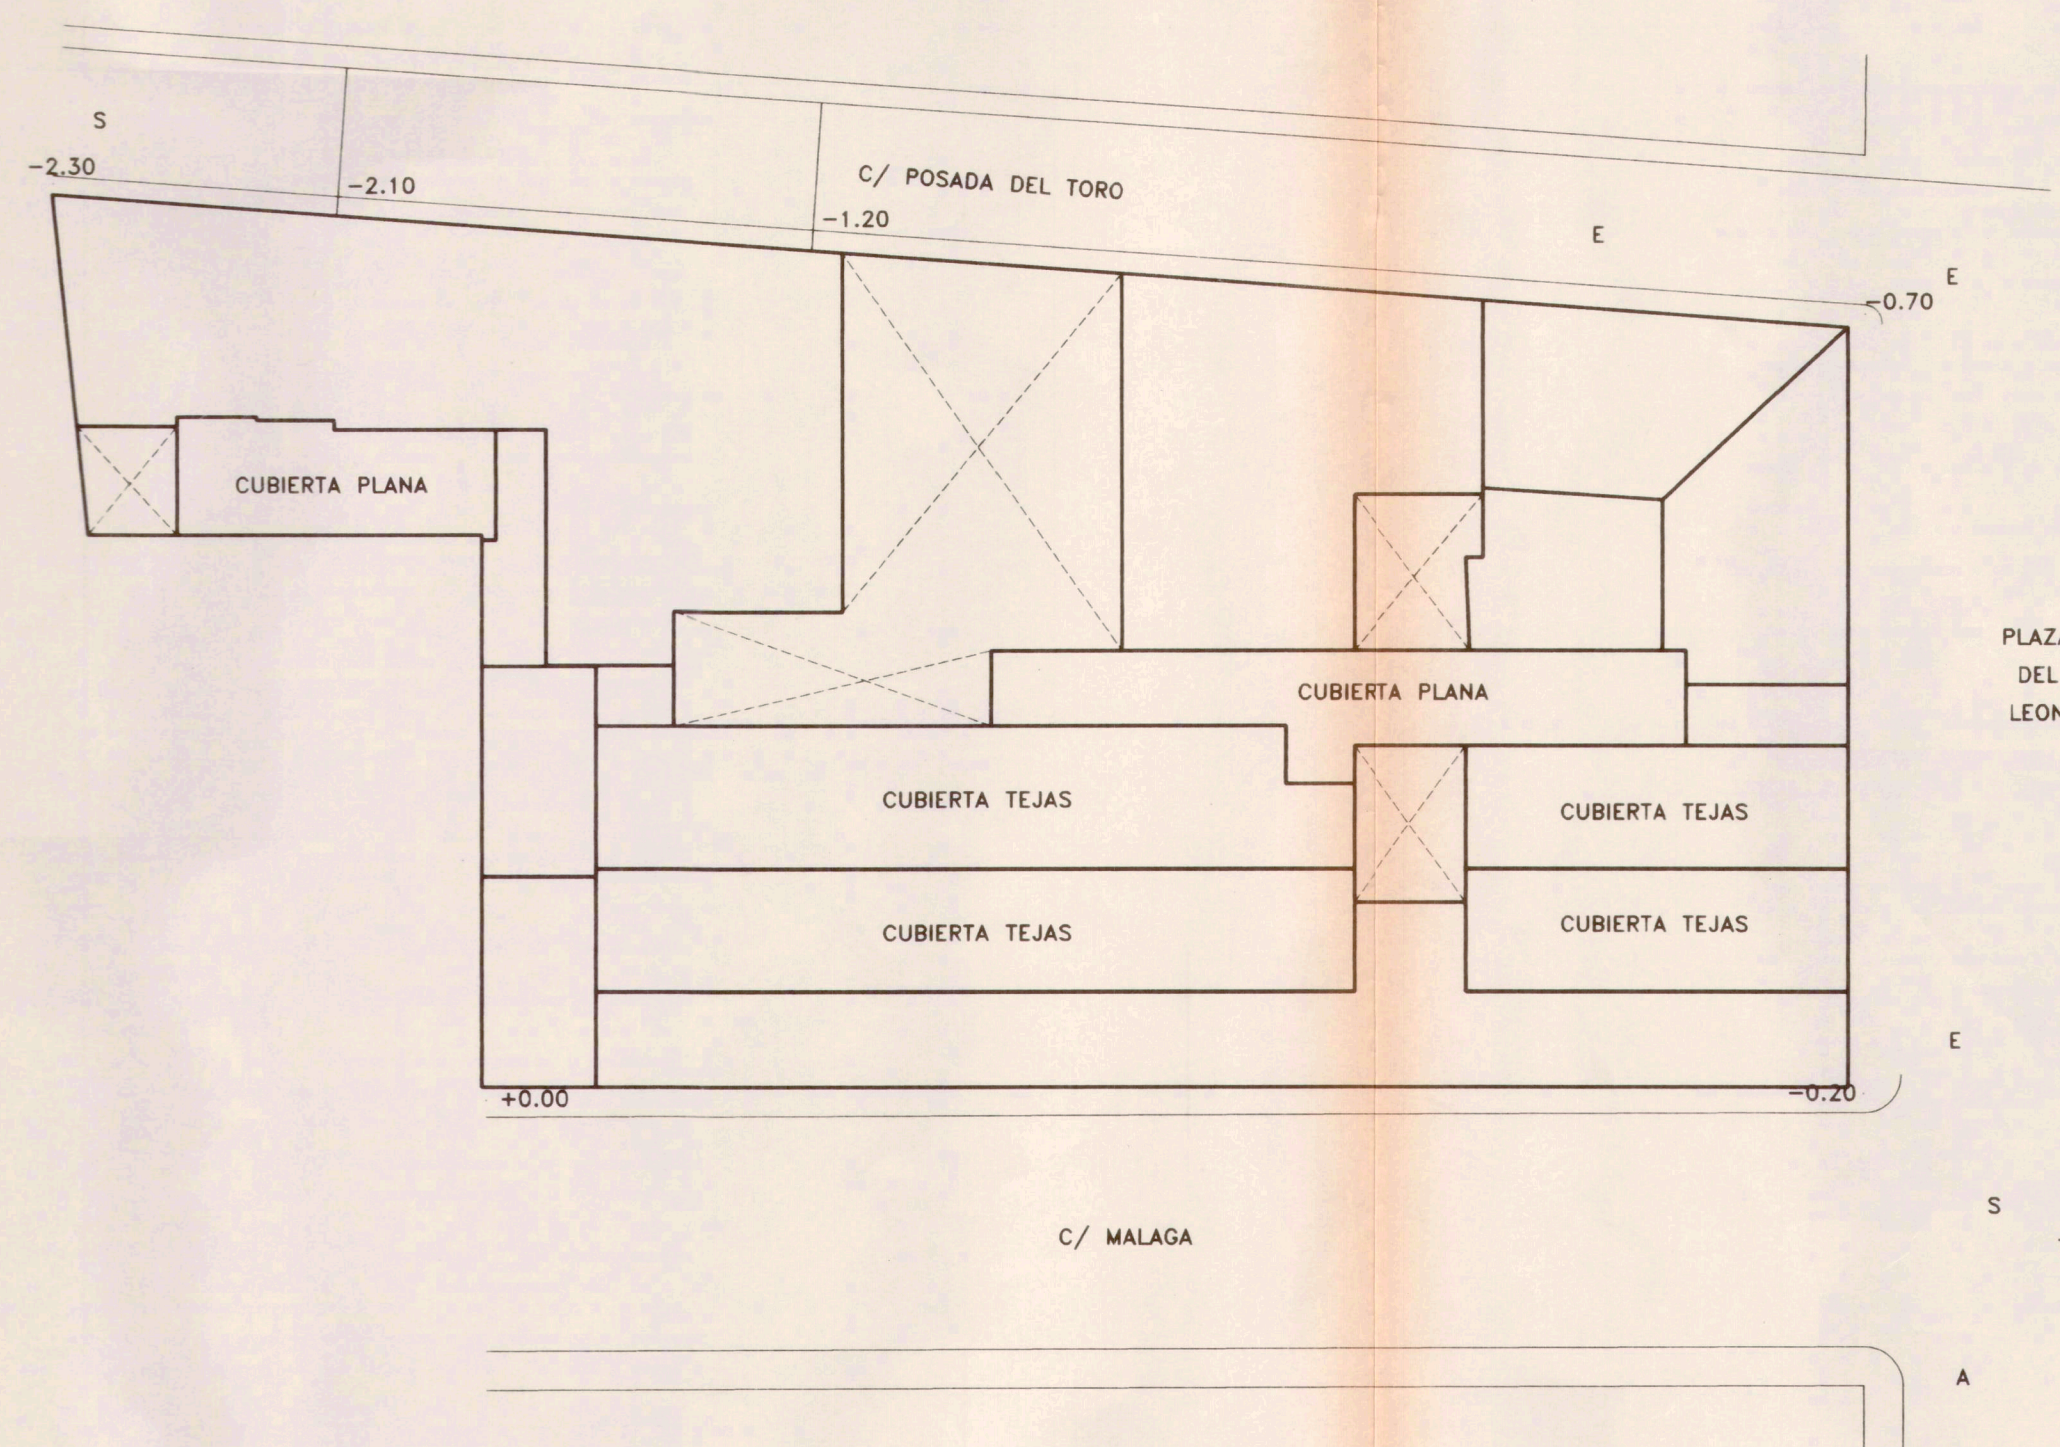 S
-2.30
-2.10
C/ POSADA DEL TORO
-1.20
E
E
-0.70
CUBIERTA PLANA
PLAZA
DEL
LEON
CUBIERTA PLANA
CUBIERTA TEJAS
CUBIERTA TEJAS
CUBIERTA TEJAS
CUBIERTA TEJAS
E
+0.00
-0.20
S
C/ MALAGA
A